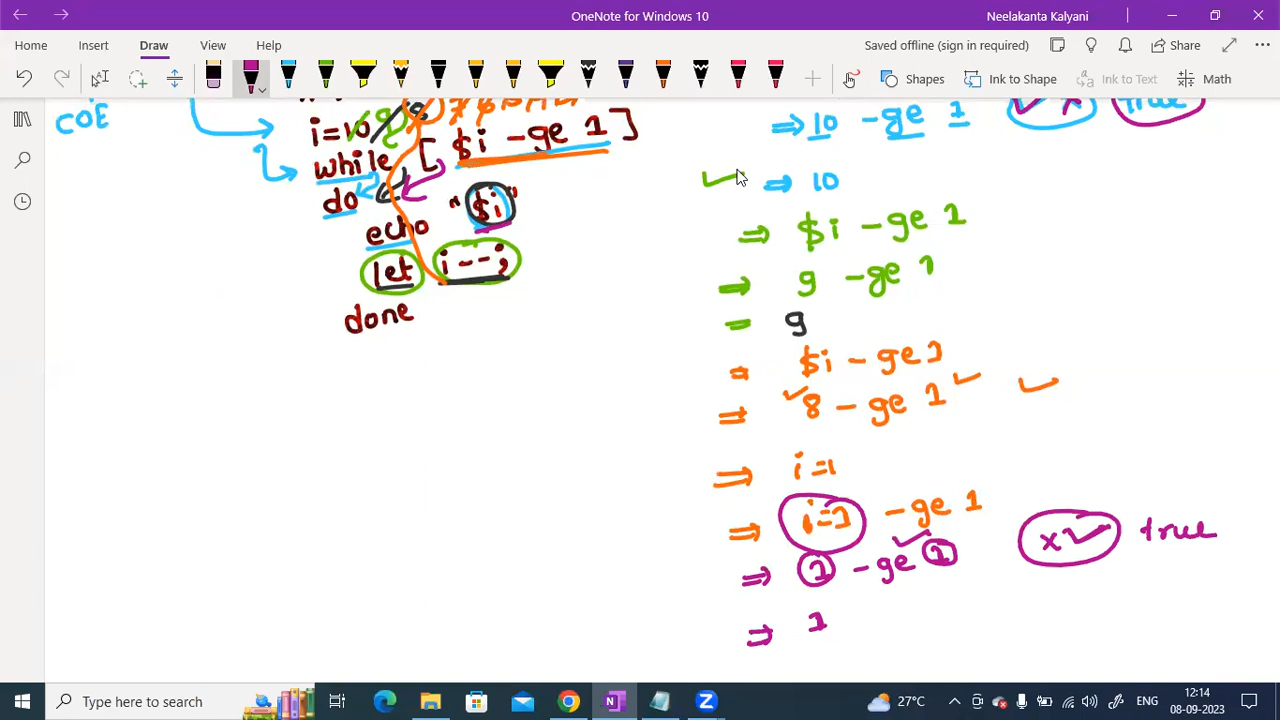 OneNote for Windows 10
Neelakanta Kalyani
Home Insert Draw View Help
Saved offline (sign in required)
Share
Shapes
Ink to Shape
Ink to Text
Math
COE
i=10
while [ $i -ge 1 ]
do
echo "$i"
let i--;
done
⇒ 10 -ge 1 true
⇒ 10
⇒ $i -ge 1
⇒ 9 -ge 1
= 9
= $i - ge 1
⇒ 8 - ge 1
⇒ i=1
⇒ i=1 -ge 1
⇒ 1 -ge 1 x true
⇒ 1
Type here to search
27°C
ENG
12:14
08-09-2023